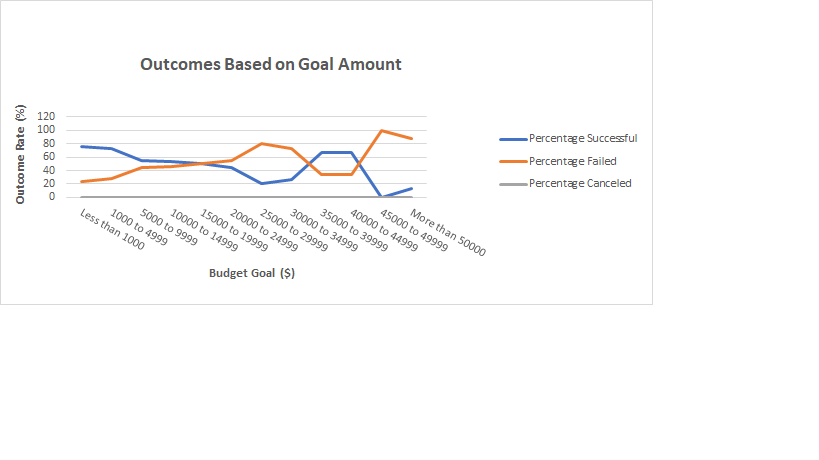 Outcomes Based on Goal Amount
Outcome Rate (%)
120
100
80
60
40
20
0
Less than 1000
1000 to 4999
5000 to 9999
10000 to 14999
15000 to 19999
20000 to 24999
25000 to 29999
30000 to 34999
35000 to 39999
40000 to 44999
45000 to 49999
More than 50000
Budget Goal ($)
Percentage Successful
Percentage Failed
Percentage Canceled